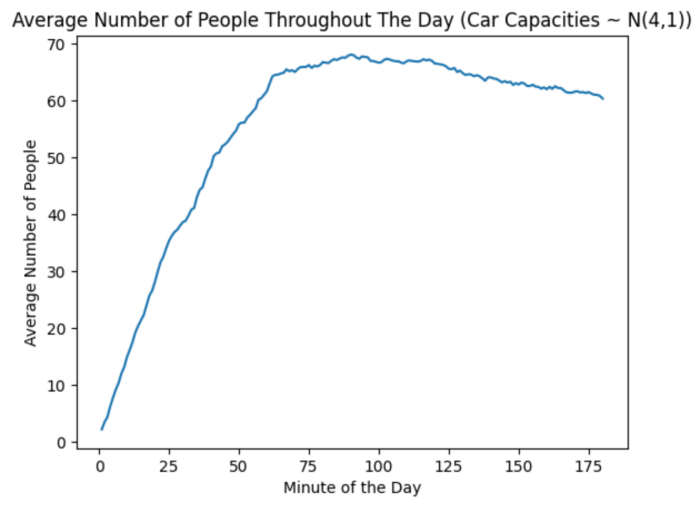 Average Number of People Throughout The Day (Car Capacities ~ N(4,1))
70
60
50
40
30
20
10
0
Average Number of People
0 25 50 75 100 125 150 175
Minute of the Day